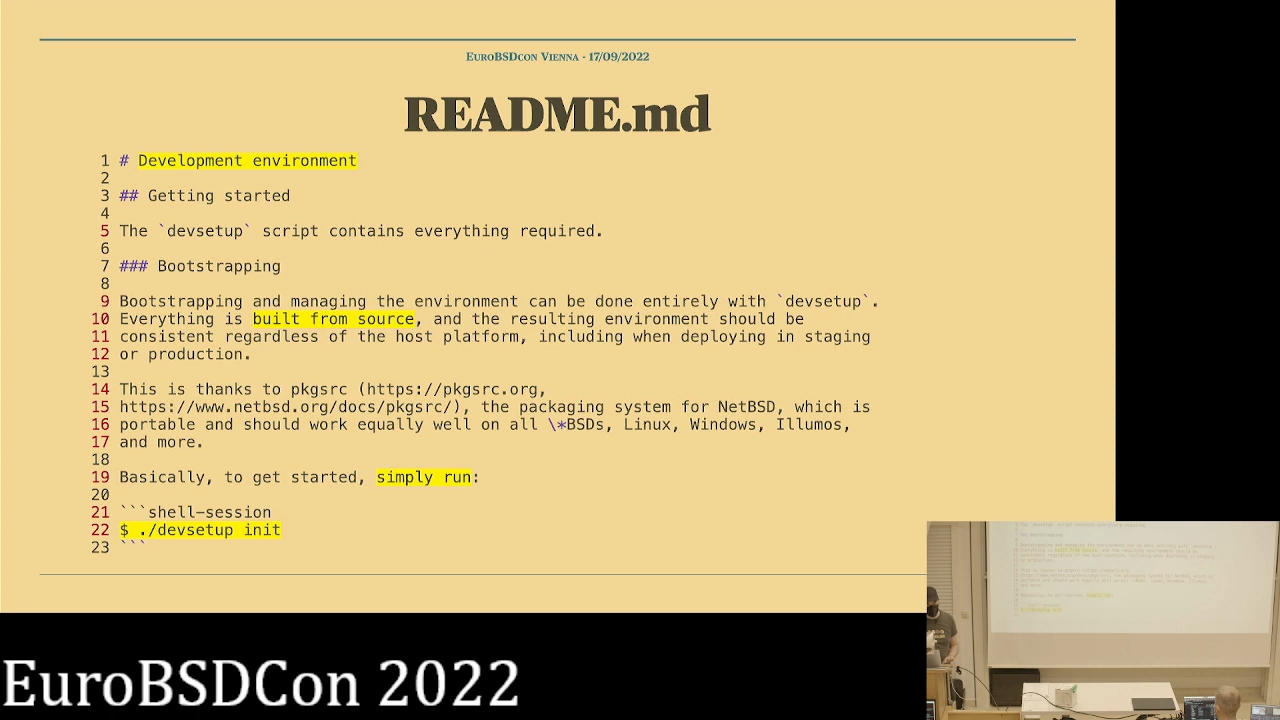 EuroBSDcon Vienna - 17/09/2022
README.md
1 # Development environment
2
3 ## Getting started
4
5 The `devsetup` script contains everything required.
6
7 ### Bootstrapping
8
9 Bootstrapping and managing the environment can be done entirely with `devsetup`.
10 Everything is built from source, and the resulting environment should be
11 consistent regardless of the host platform, including when deploying in staging
12 or production.
13
14 This is thanks to pkgsrc (https://pkgsrc.org,
15 https://www.netbsd.org/docs/pkgsrc/), the packaging system for NetBSD, which is
16 portable and should work equally well on all \*BSDs, Linux, Windows, Illumos,
17 and more.
18
19 Basically, to get started, simply run:
20
21 ```shell-session
22 $ ./devsetup init
23 ```
EuroBSDCon 2022